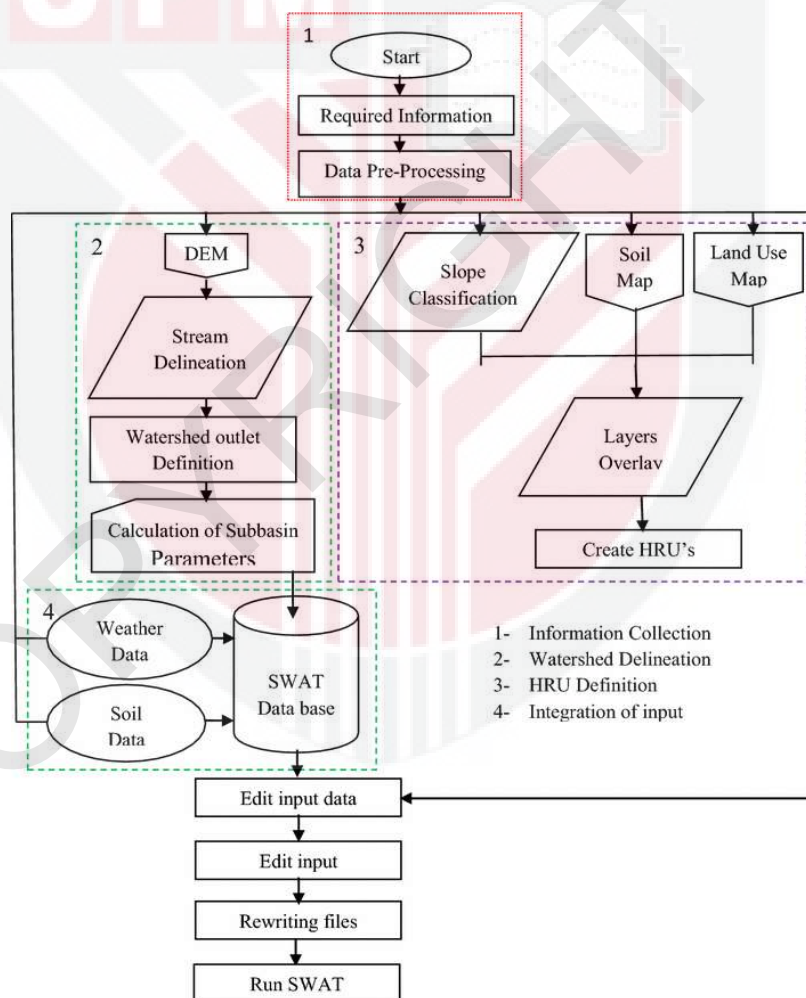 UPM
1
Start
Required Information
Data Pre-Processing
2
DEM
Stream
Delineation
Watershed outlet
Definition
Calculation of Subbasin
Parameters
3
Slope
Classification
Soil
Map
Land Use
Map
Layers
Overlay
Create HRU's
4
Weather
Data
Soil
Data
SWAT
Data base
1- Information Collection
2- Watershed Delineation
3- HRU Definition
4- Integration of input
Edit input data
Edit input
Rewriting files
Run SWAT
COPYRIGHT